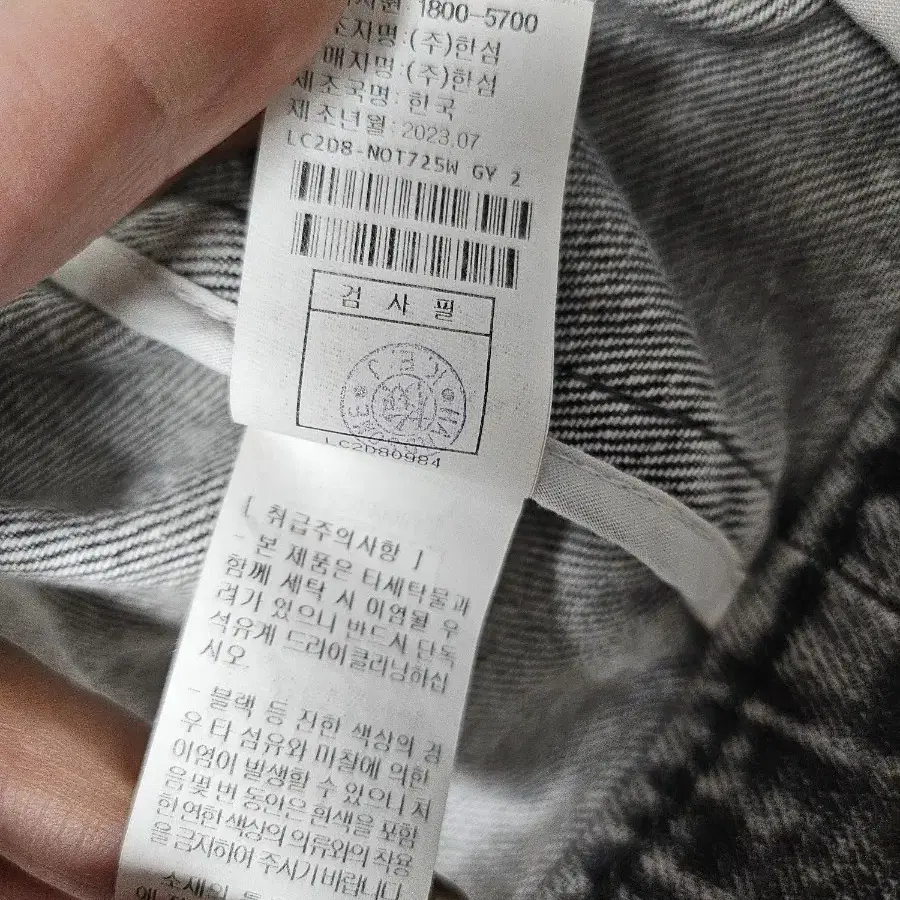 1800-5700
조자명:(주)한섬
매자명:(주)한섬
제조국명: 한국
제조년월: 2023.07
LC2D8-NOT725W GY 2
검 사 필
LC2D80984
[ 취급주의사항 ]
- 본 제품은 타세탁물과
함께 세탁 시 이염될 우
려가 있으니 반드시 단독
석유계 드라이클리닝하십
시오
- 블랙 등 진한 색상의 경
우 타 섬유와 마찰에 의한
이염이 발생할 수 있으니 처
음 몇 번 동안은 흰색을 포함
한 연한 색상의 의류와의 착용
을 금지하여 주시기 바랍니다